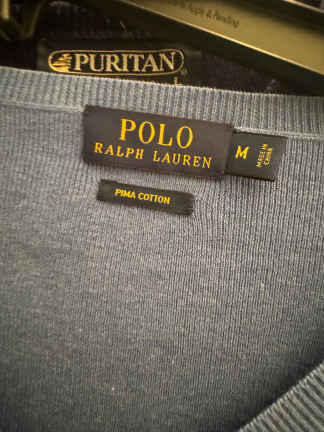 PURITAN
POLO
RALPH LAUREN
M
MADE IN
CHINA
PIMA COTTON